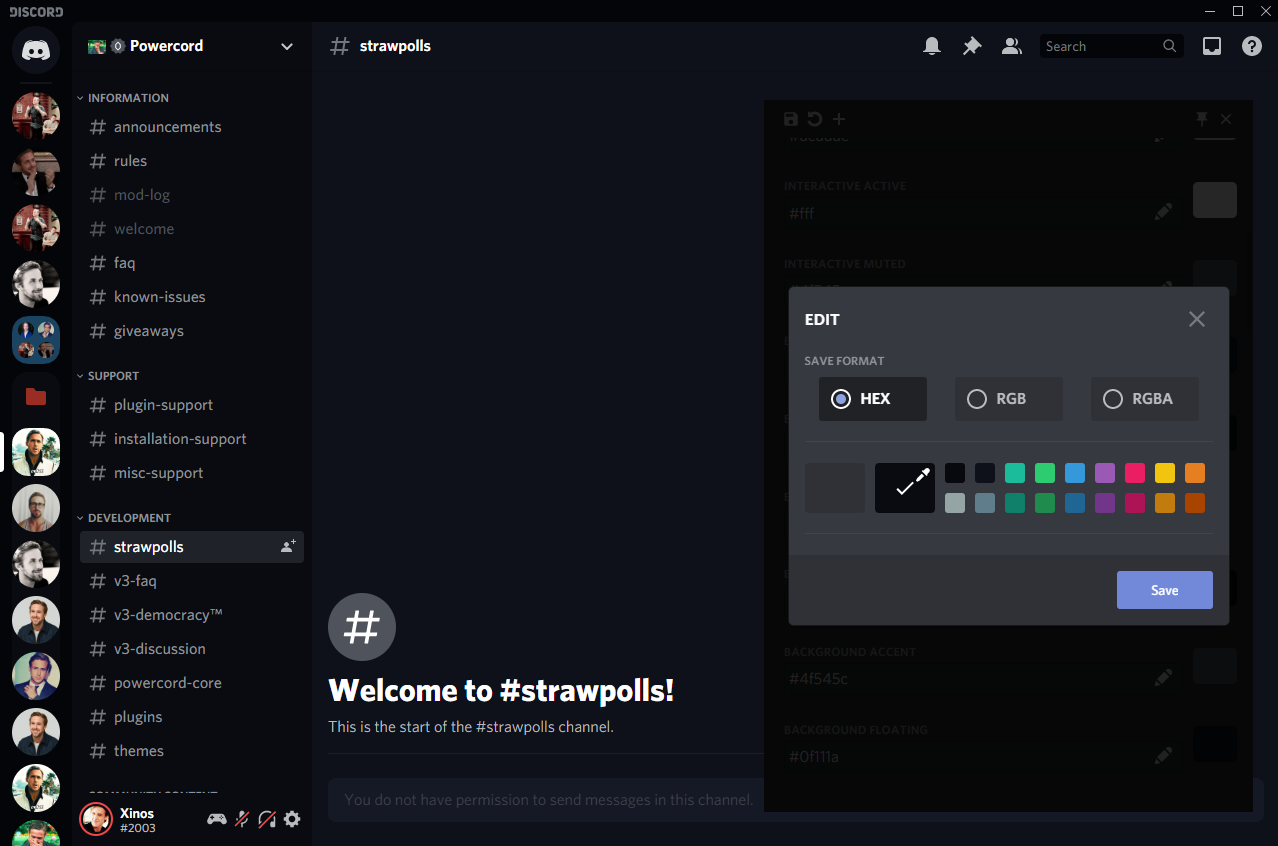 DISCORD
Powercord
strawpolls
Search
INFORMATION
announcements
rules
mod-log
welcome
faq
known-issues
giveaways
SUPPORT
plugin-support
installation-support
misc-support
DEVELOPMENT
strawpolls
v3-faq
v3-democracy™
v3-discussion
powercord-core
plugins
themes
COMMUNITY CONTENT
Xinos
#2003
Welcome to #strawpolls!
This is the start of the #strawpolls channel.
You do not have permission to send messages in this channel.
INTERACTIVE ACTIVE
#fff
INTERACTIVE MUTED
EDIT
SAVE FORMAT
HEX
RGB
RGBA
Save
BACKGROUND ACCENT
#4f545c
BACKGROUND FLOATING
#0f111a